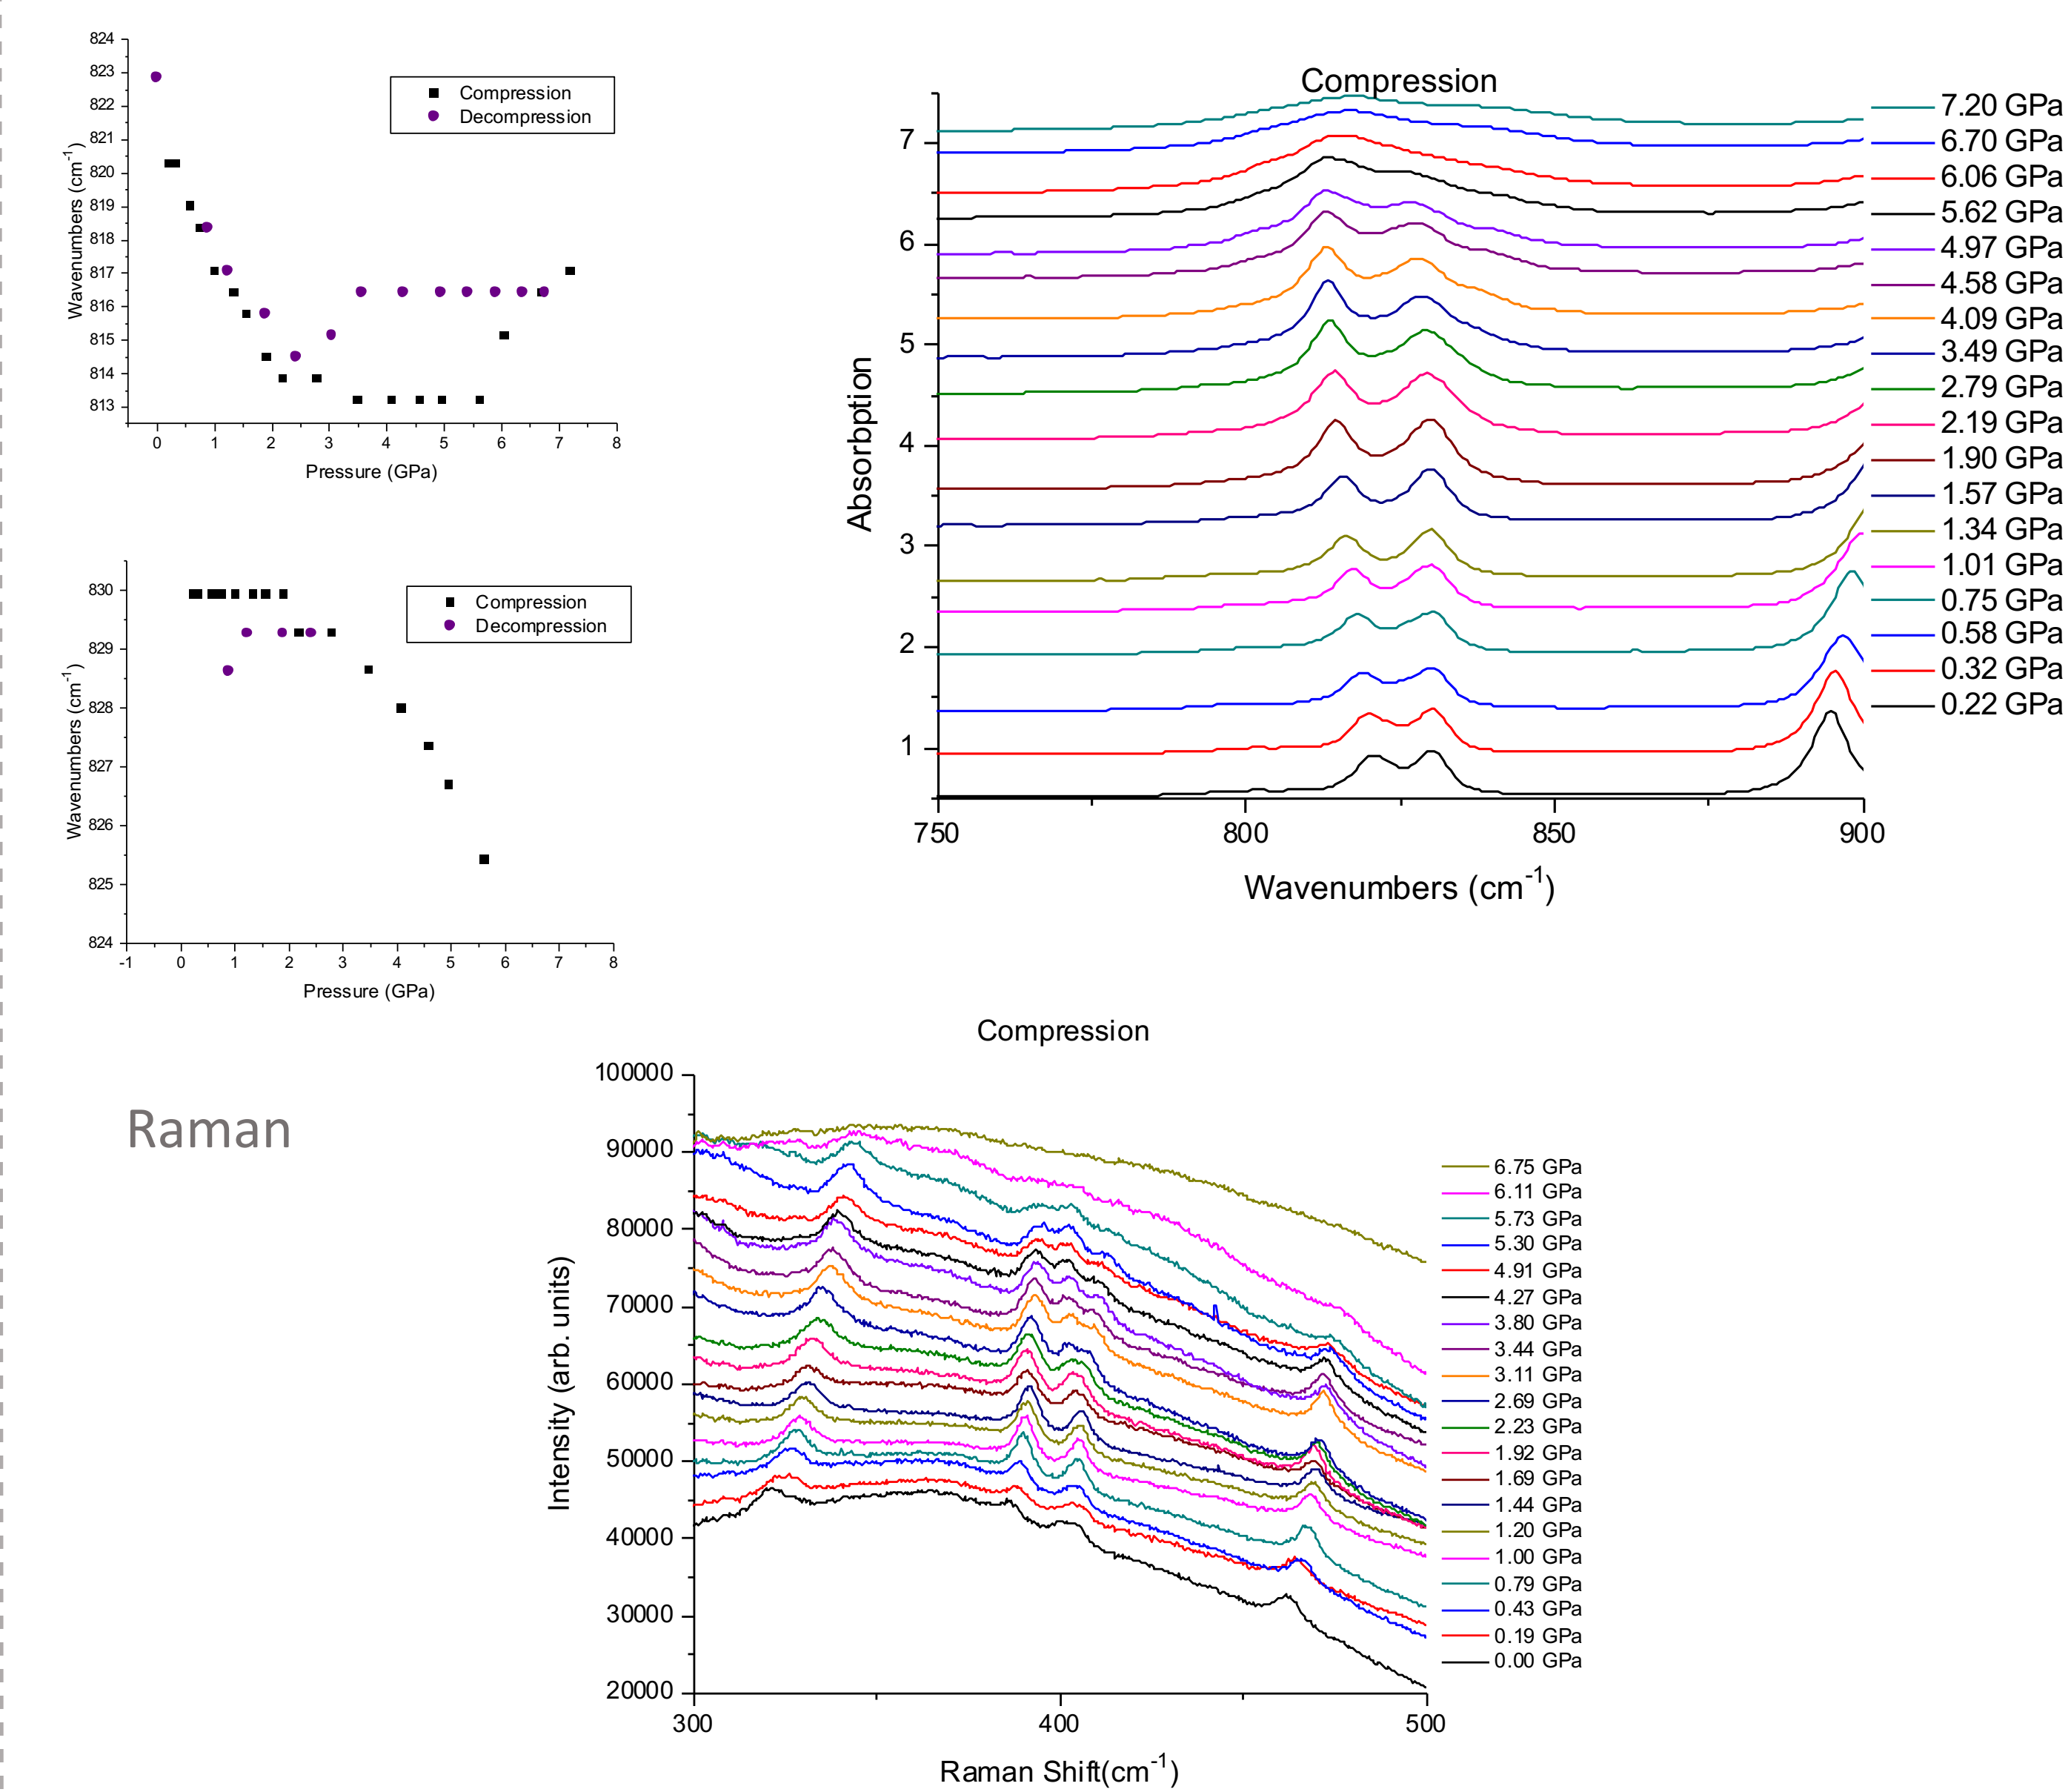 824
823
822
821
820
819
818
817
816
815
814
813
Wavenumbers (cm-1)
Compression
Decompression
0 1 2 3 4 5 6 7 8
Pressure (GPa)
830
829
828
827
826
825
824
Wavenumbers (cm-1)
Compression
Decompression
-1 0 1 2 3 4 5 6 7 8
Pressure (GPa)
Compression
7
6
5
4
3
2
1
Absorbption
750 800 850 900
Wavenumbers (cm-1)
7.20 GPa
6.70 GPa
6.06 GPa
5.62 GPa
4.97 GPa
4.58 GPa
4.09 GPa
3.49 GPa
2.79 GPa
2.19 GPa
1.90 GPa
1.57 GPa
1.34 GPa
1.01 GPa
0.75 GPa
0.58 GPa
0.32 GPa
0.22 GPa
Raman
Compression
100000
90000
80000
70000
60000
50000
40000
30000
20000
Intensity (arb. units)
300 400 500
Raman Shift(cm-1)
6.75 GPa
6.11 GPa
5.73 GPa
5.30 GPa
4.91 GPa
4.27 GPa
3.80 GPa
3.44 GPa
3.11 GPa
2.69 GPa
2.23 GPa
1.92 GPa
1.69 GPa
1.44 GPa
1.20 GPa
1.00 GPa
0.79 GPa
0.43 GPa
0.19 GPa
0.00 GPa